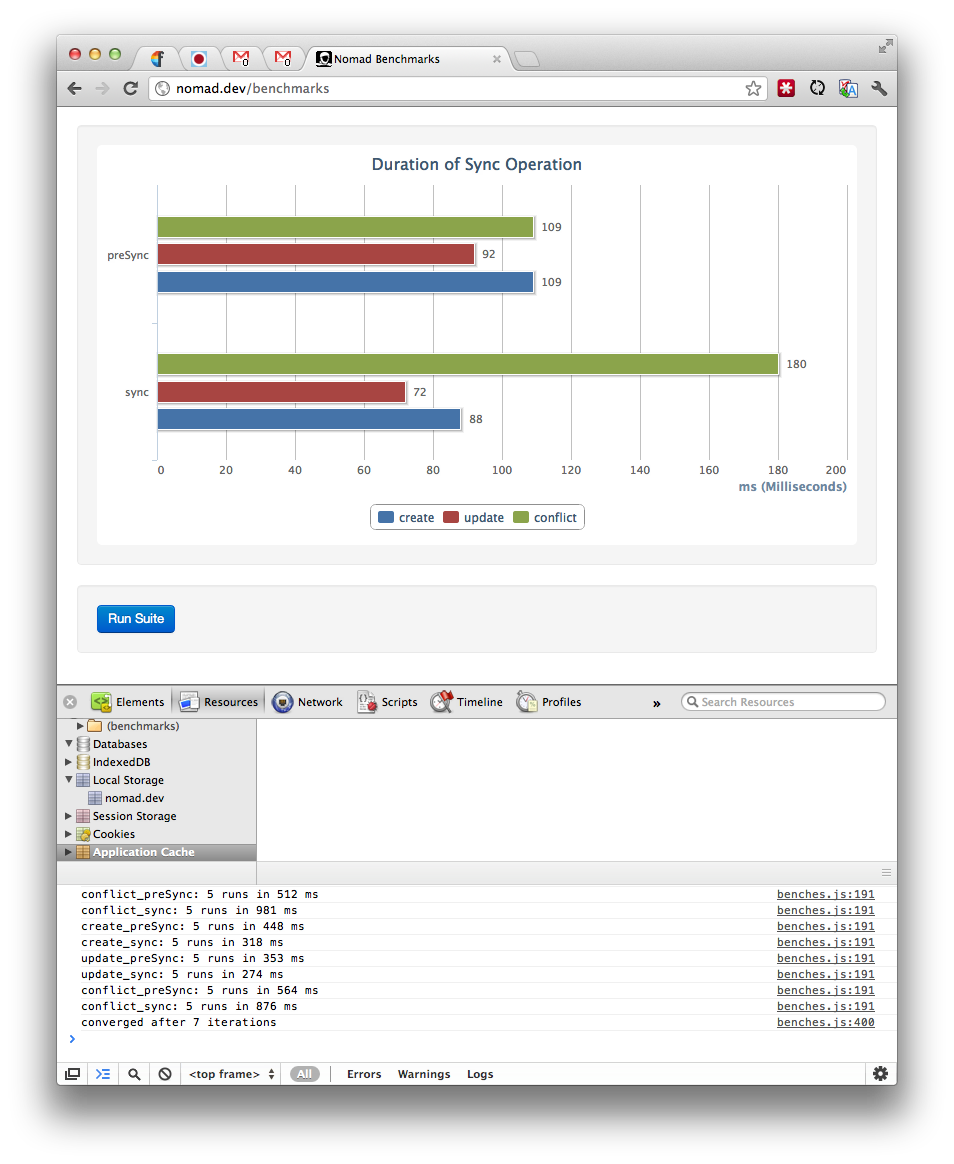 0 0 Nomad Benchmarks
nomad.dev/benchmarks
Duration of Sync Operation
109
preSync 92
109
180
sync 72
88
0 20 40 60 80 100 120 140 160 180 200
ms (Milliseconds)
create update conflict
Run Suite
Elements Resources Network Scripts Timeline Profiles » Search Resources
(benchmarks)
Databases
IndexedDB
Local Storage
nomad.dev
Session Storage
Cookies
Application Cache
conflict_preSync: 5 runs in 512 ms benches.js:191
conflict_sync: 5 runs in 981 ms benches.js:191
create_preSync: 5 runs in 448 ms benches.js:191
create_sync: 5 runs in 318 ms benches.js:191
update_preSync: 5 runs in 353 ms benches.js:191
update_sync: 5 runs in 274 ms benches.js:191
conflict_preSync: 5 runs in 564 ms benches.js:191
conflict_sync: 5 runs in 876 ms benches.js:191
converged after 7 iterations benches.js:400
<top frame> All Errors Warnings Logs